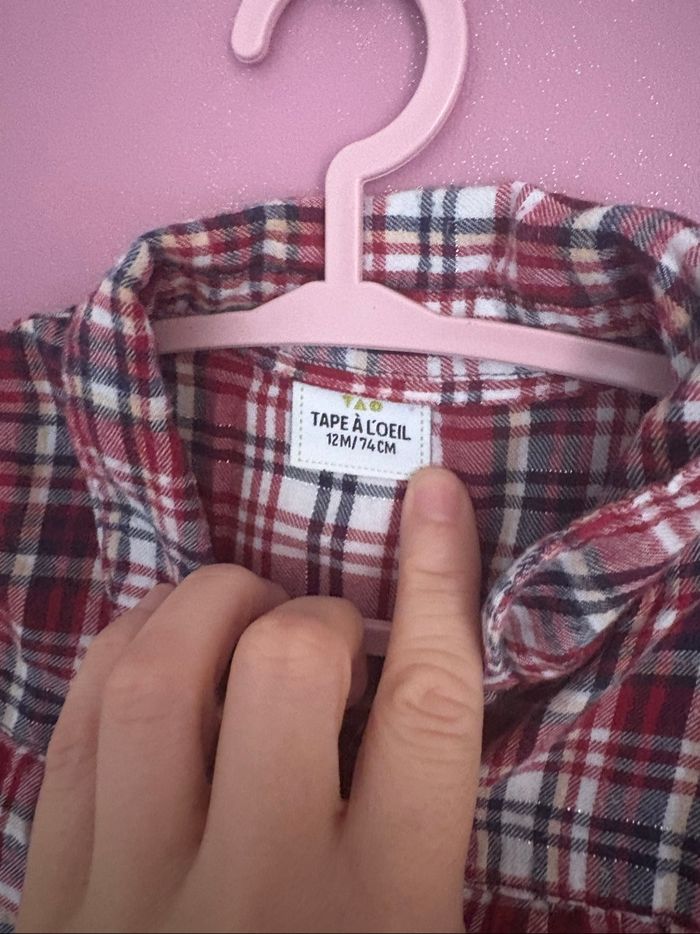 TAO
TAPE À L'OEIL
12M/74CM